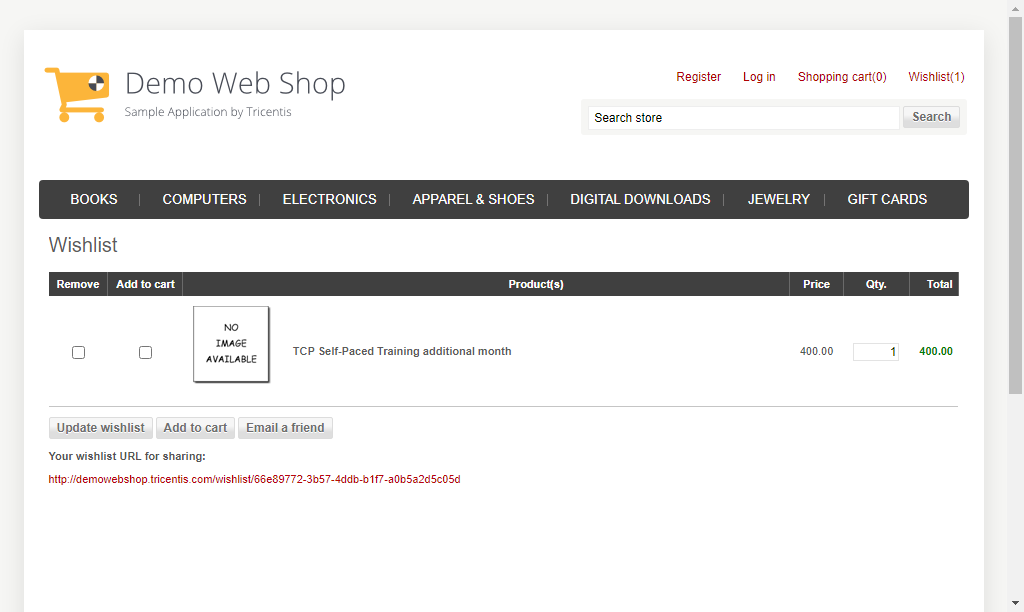 Demo Web Shop
Sample Application by Tricentis
Register Log in Shopping cart(0) Wishlist(1)
Search store Search
BOOKS COMPUTERS ELECTRONICS APPAREL & SHOES DIGITAL DOWNLOADS JEWELRY GIFT CARDS
Wishlist
Remove Add to cart Product(s) Price Qty. Total
NO
IMAGE
AVAILABLE
TCP Self-Paced Training additional month 400.00 1 400.00
Update wishlist Add to cart Email a friend
Your wishlist URL for sharing:
http://demowebshop.tricentis.com/wishlist/66e89772-3b57-4ddb-b1f7-a0b5a2d5c05d